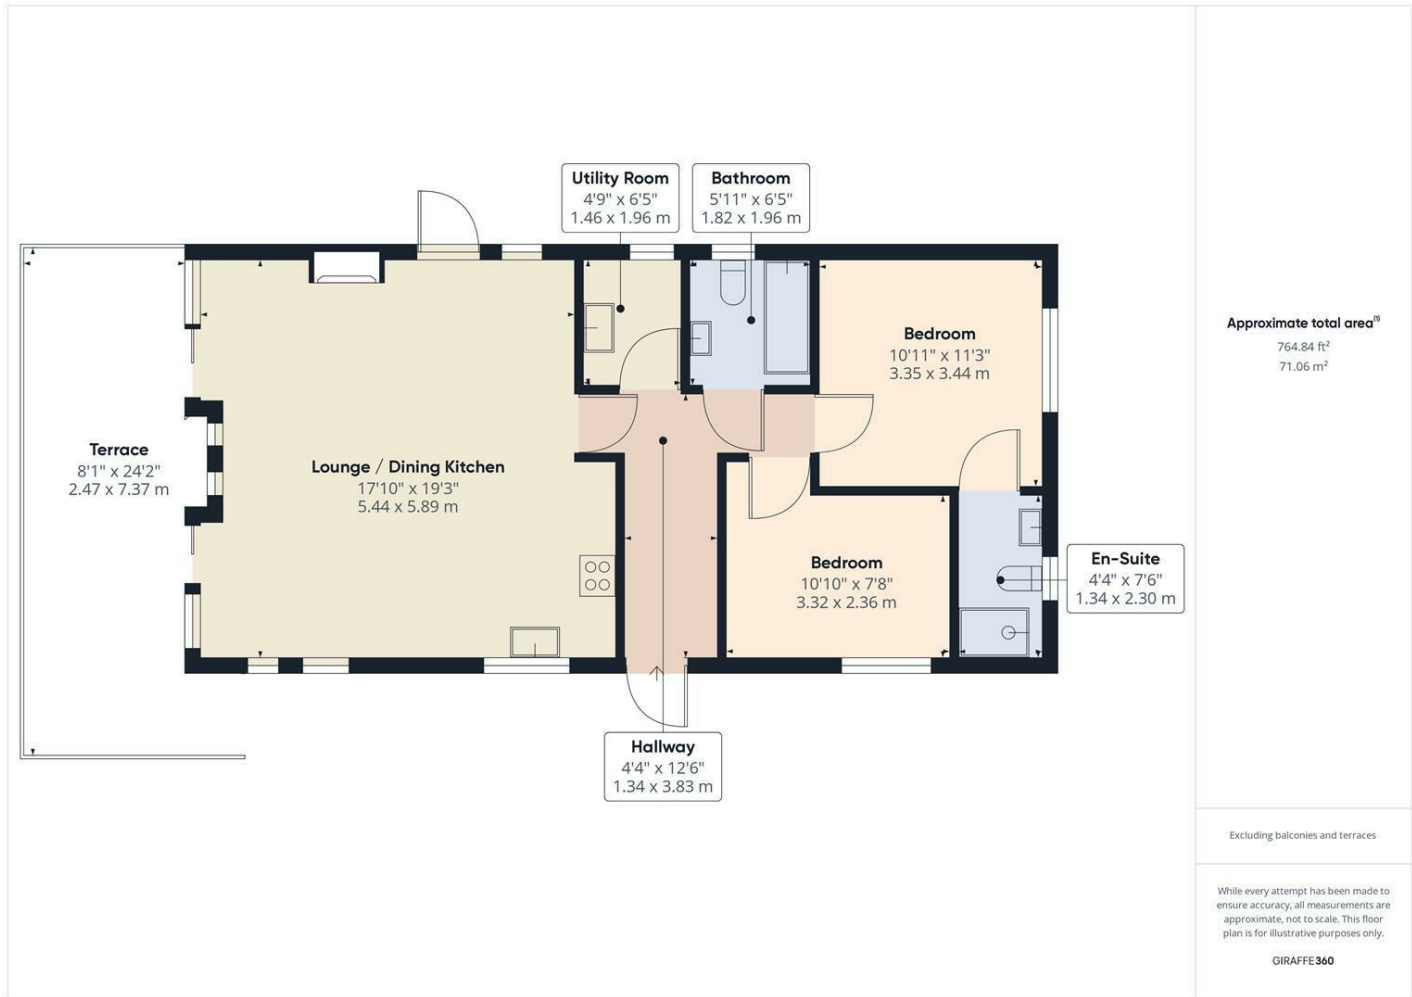 Utility Room
4'9" x 6'5"
1.46 x 1.96 m
Bathroom
5'11" x 6'5"
1.82 x 1.96 m
Bedroom
10'11" x 11'3"
3.35 x 3.44 m
Terrace
8'1" x 24'2"
2.47 x 7.37 m
Lounge / Dining Kitchen
17'10" x 19'3"
5.44 x 5.89 m
Bedroom
10'10" x 7'8"
3.32 x 2.36 m
En-Suite
4'4" x 7'6"
1.34 x 2.30 m
Hallway
4'4" x 12'6"
1.34 x 3.83 m
Approximate total area⁽¹⁾
764.84 ft²
71.06 m²
Excluding balconies and terraces
While every attempt has been made to
ensure accuracy, all measurements are
approximate, not to scale. This floor
plan is for illustrative purposes only.
GIRAFFE360